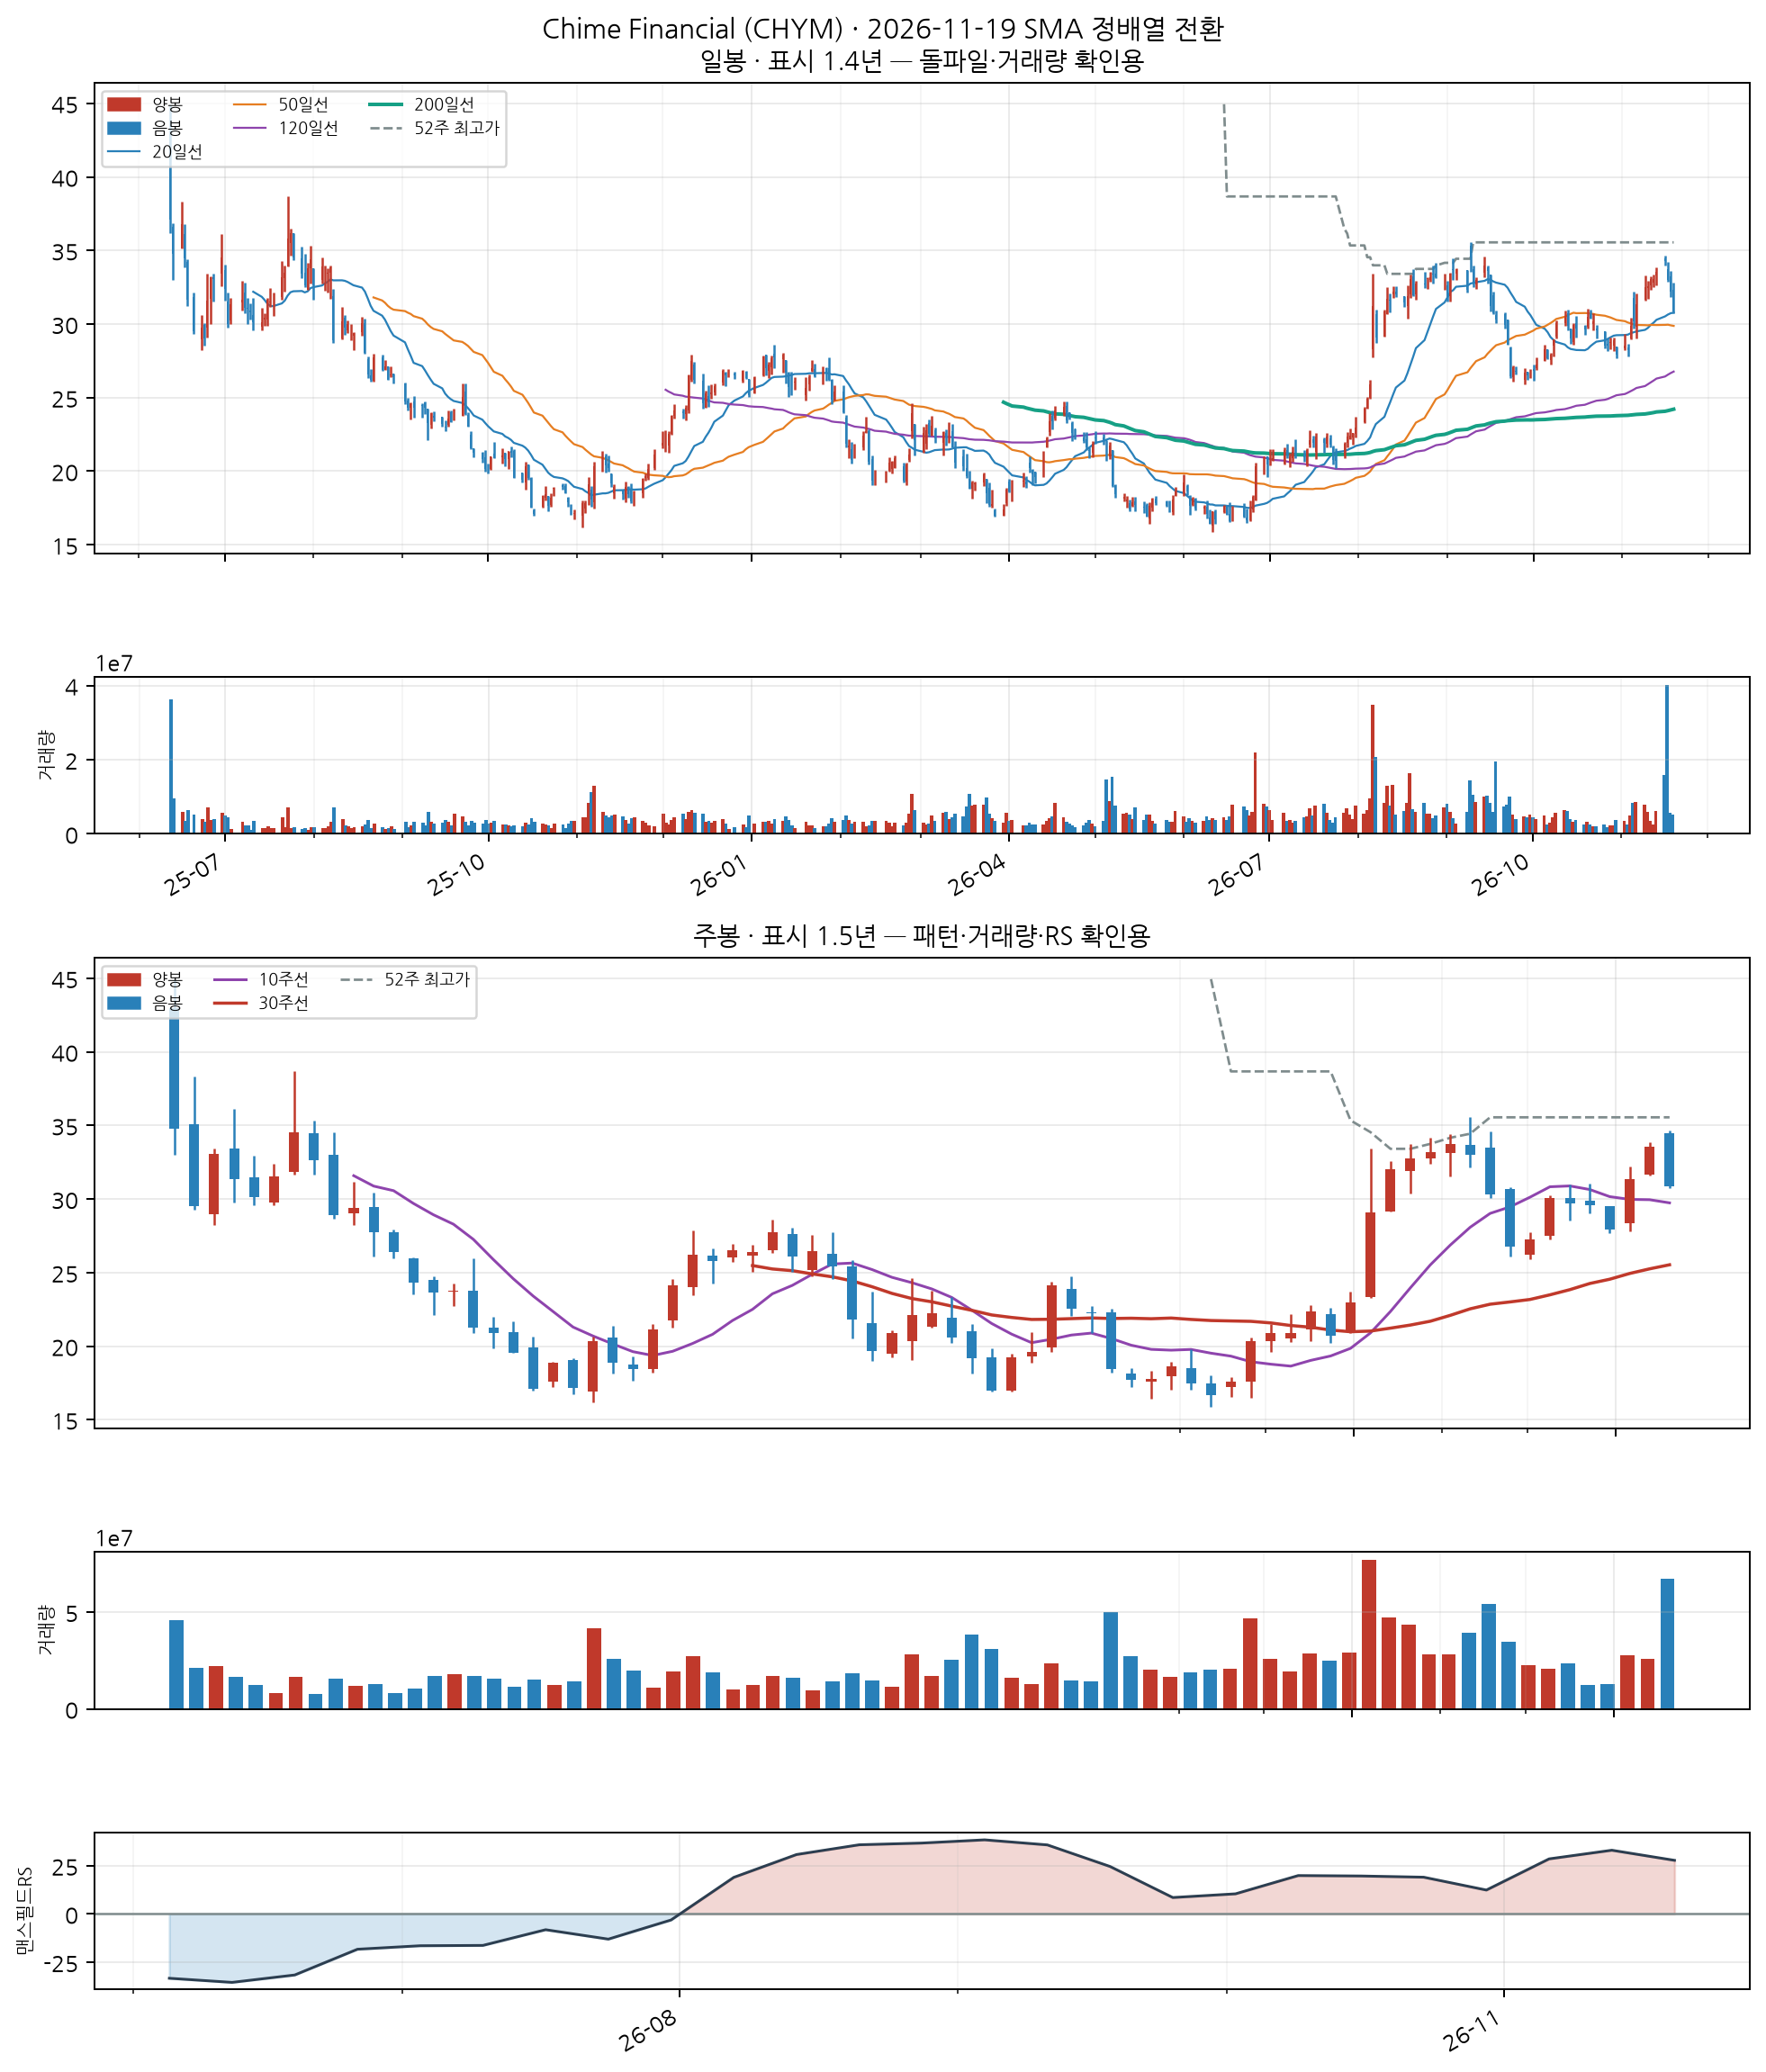 Chime Financial (CHYM) · 2026-11-19 SMA 정배열 전환
일봉 · 표시 1.4년 — 돌파일·거래량 확인용
양봉
음봉
20일선
50일선
120일선
200일선
52주 최고가
45
40
35
30
25
20
15
1e7
4
2
0
거래량
25-07
25-10
26-01
26-04
26-07
26-10
주봉 · 표시 1.5년 — 패턴·거래량·RS 확인용
양봉
음봉
10주선
30주선
52주 최고가
45
40
35
30
25
20
15
1e7
5
0
거래량
25
0
-25
맨스필드RS
26-08
26-11